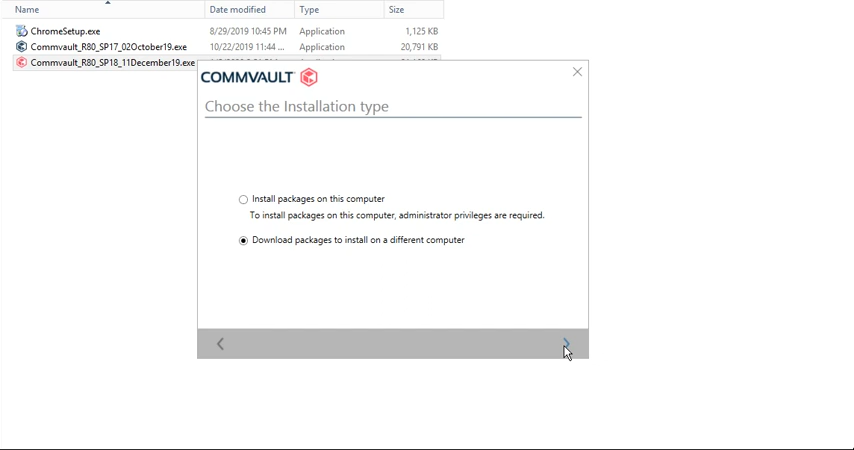 Name Date modified Type Size
ChromeSetup.exe 8/29/2019 10:45 PM Application 1,125 KB
Commvault_R80_SP17_02October19.exe 10/22/2019 11:44 ... Application 20,791 KB
Commvault_R80_SP18_11December19.exe
COMMVAULT
Choose the Installation type
Install packages on this computer
To install packages on this computer, administrator privileges are required.
Download packages to install on a different computer